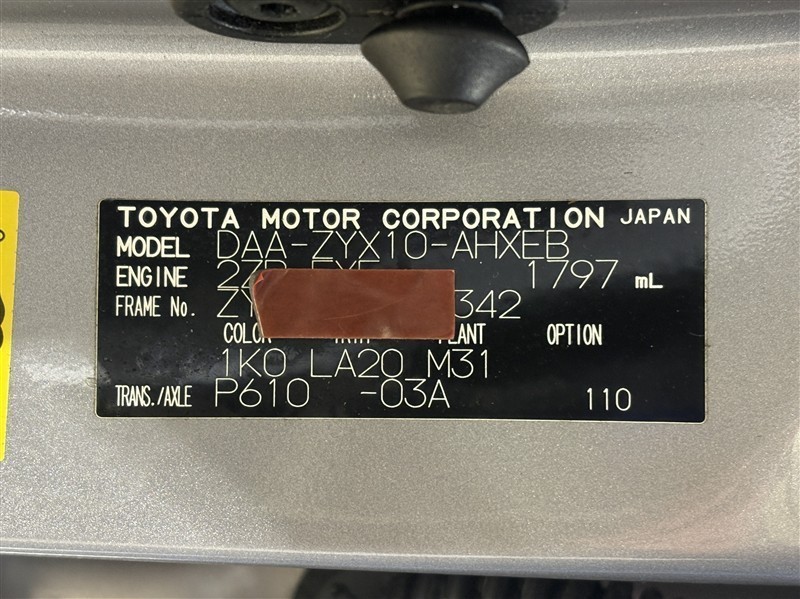 TOYOTA MOTOR CORPORATION JAPAN
MODEL DAA-ZYX10-AHXEB
ENGINE 1797 mL
FRAME No. ZY 342
COLOR OPTION
1K0 LA20 M31
TRANS./AXLE P610 -03A 110